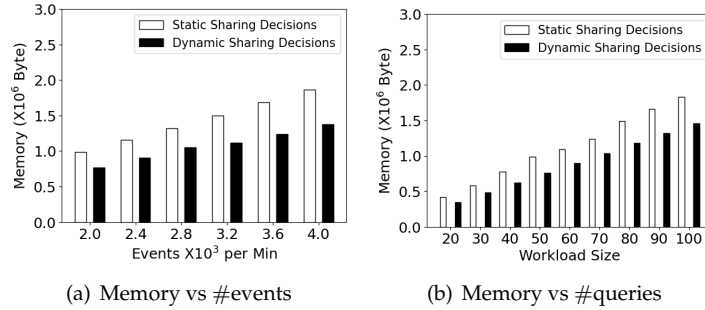 3.0
2.5
2.0
1.5
1.0
0.5
0.0
Memory (X10⁶ Byte)
Static Sharing Decisions
Dynamic Sharing Decisions
2.0 2.4 2.8 3.2 3.6 4.0
Events X10³ per Min
(a) Memory vs #events
3.0
2.5
2.0
1.5
1.0
0.5
0.0
Memory (X10⁶ Byte)
Static Sharing Decisions
Dynamic Sharing Decisions
20 30 40 50 60 70 80 90 100
Workload Size
(b) Memory vs #queries